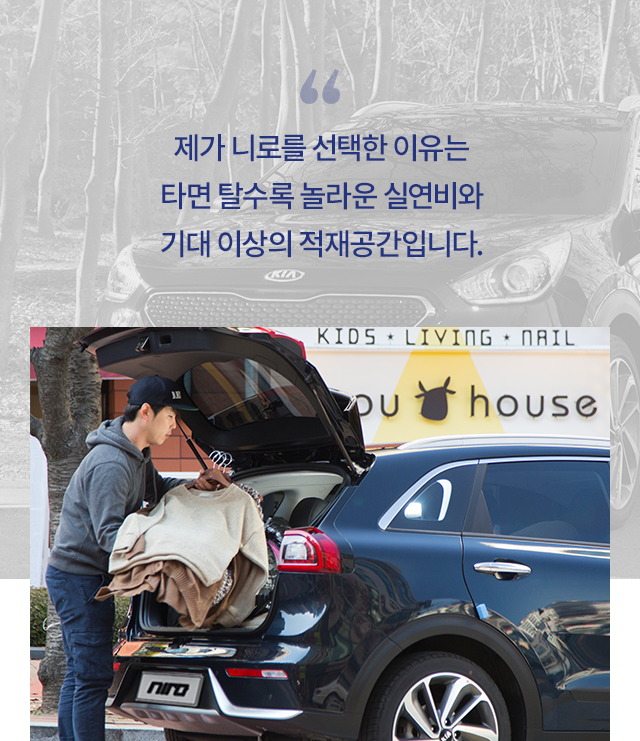 “
제가 니로를 선택한 이유는
타면 탈수록 놀라운 실연비와
기대 이상의 적재공간입니다.
KIA
KIDS ★ LIVING ★ NAIL
ou house
niro